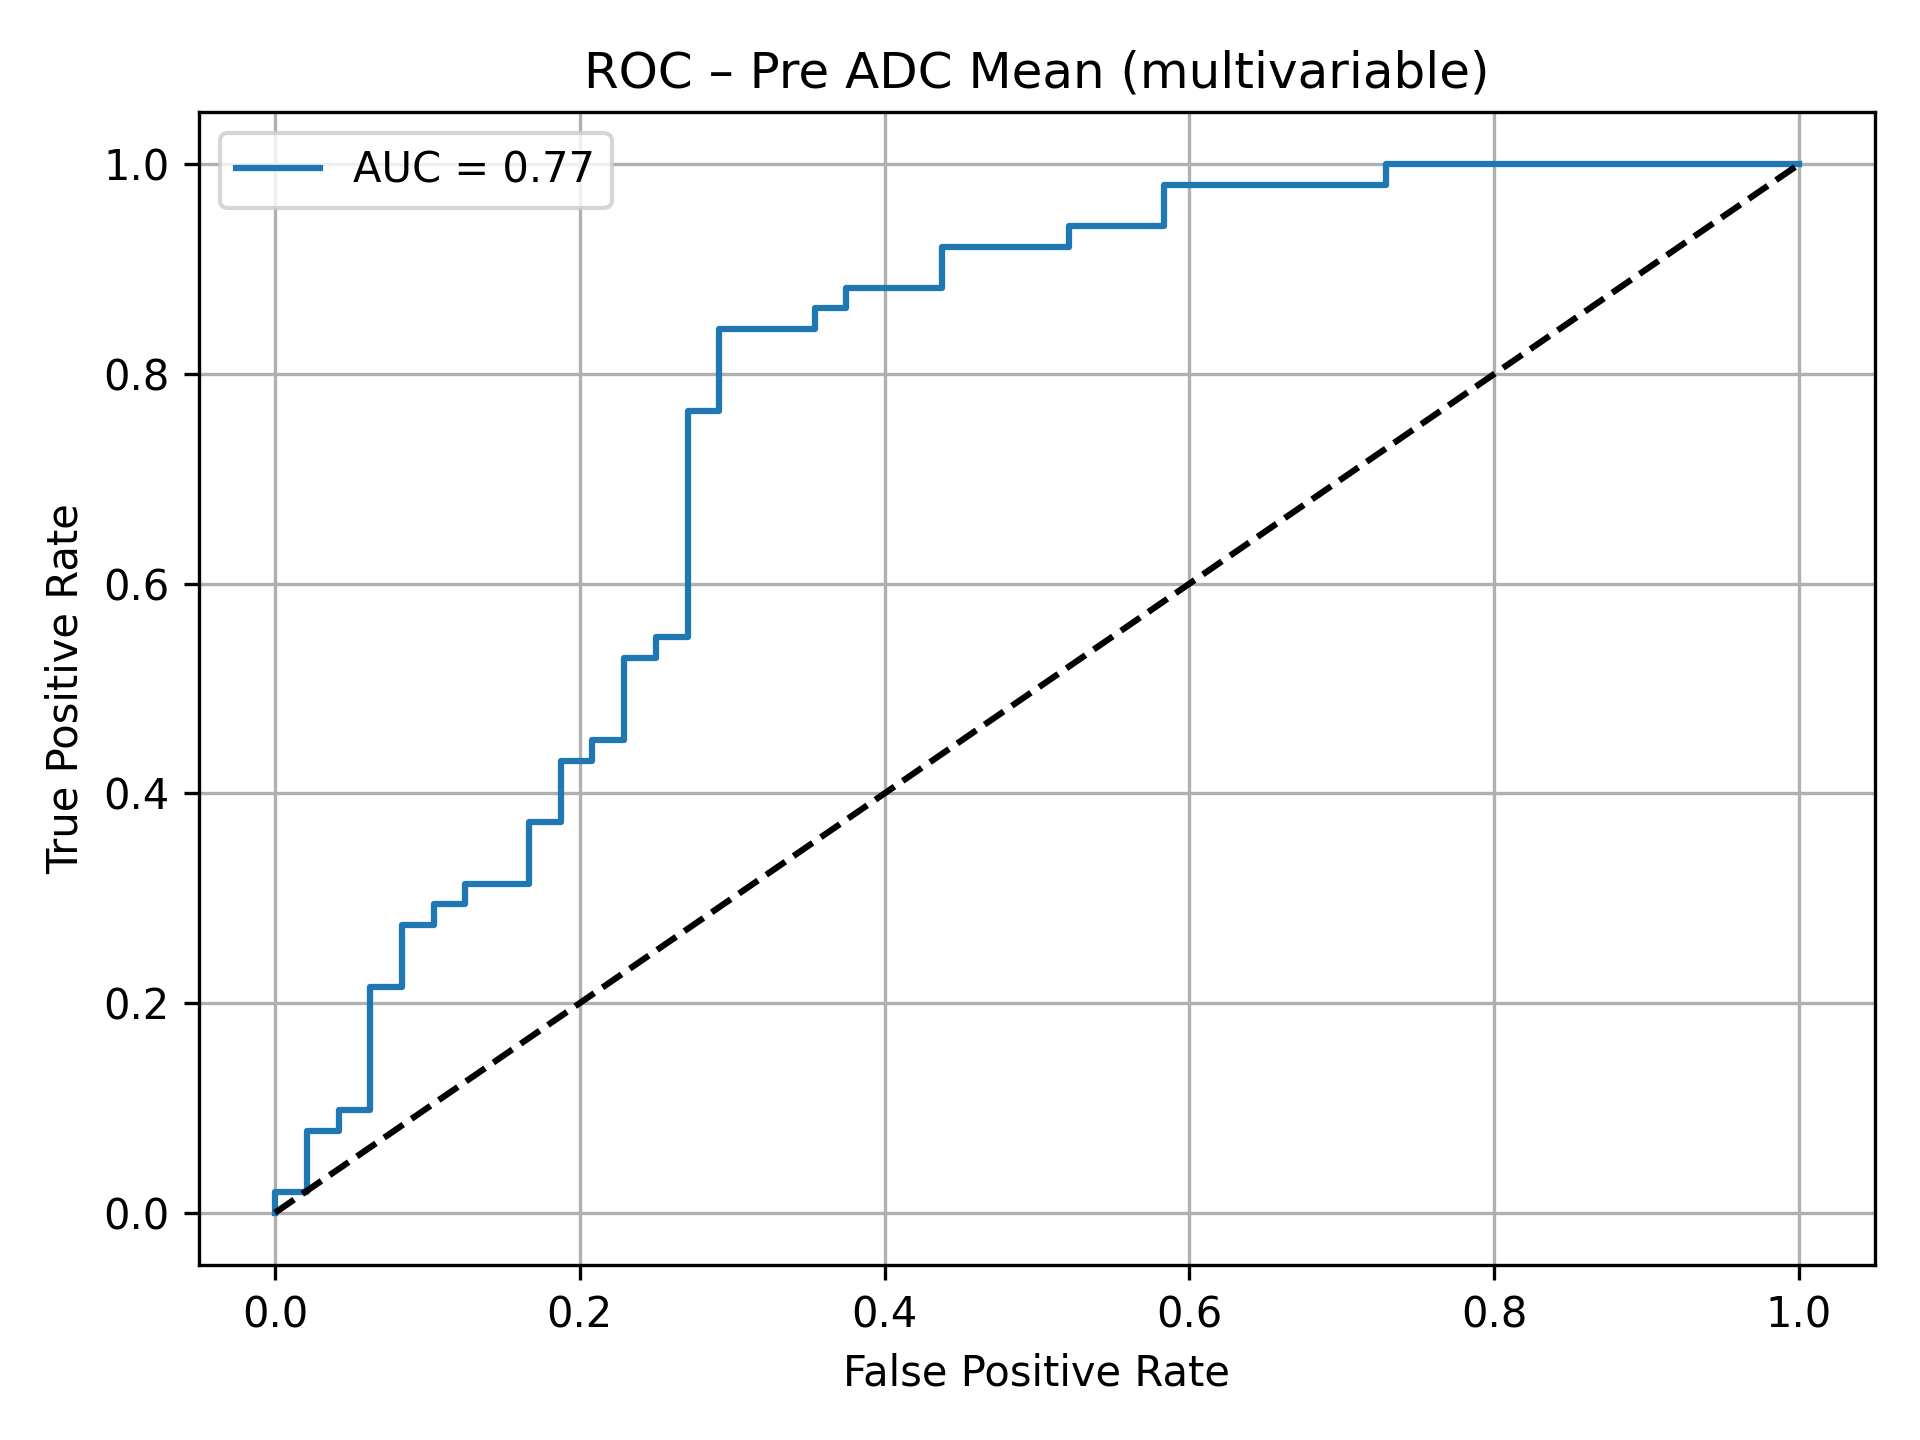 ROC – Pre ADC Mean (multivariable)
AUC = 0.77
True Positive Rate
1.0
0.8
0.6
0.4
0.2
0.0
0.0 0.2 0.4 0.6 0.8 1.0
False Positive Rate